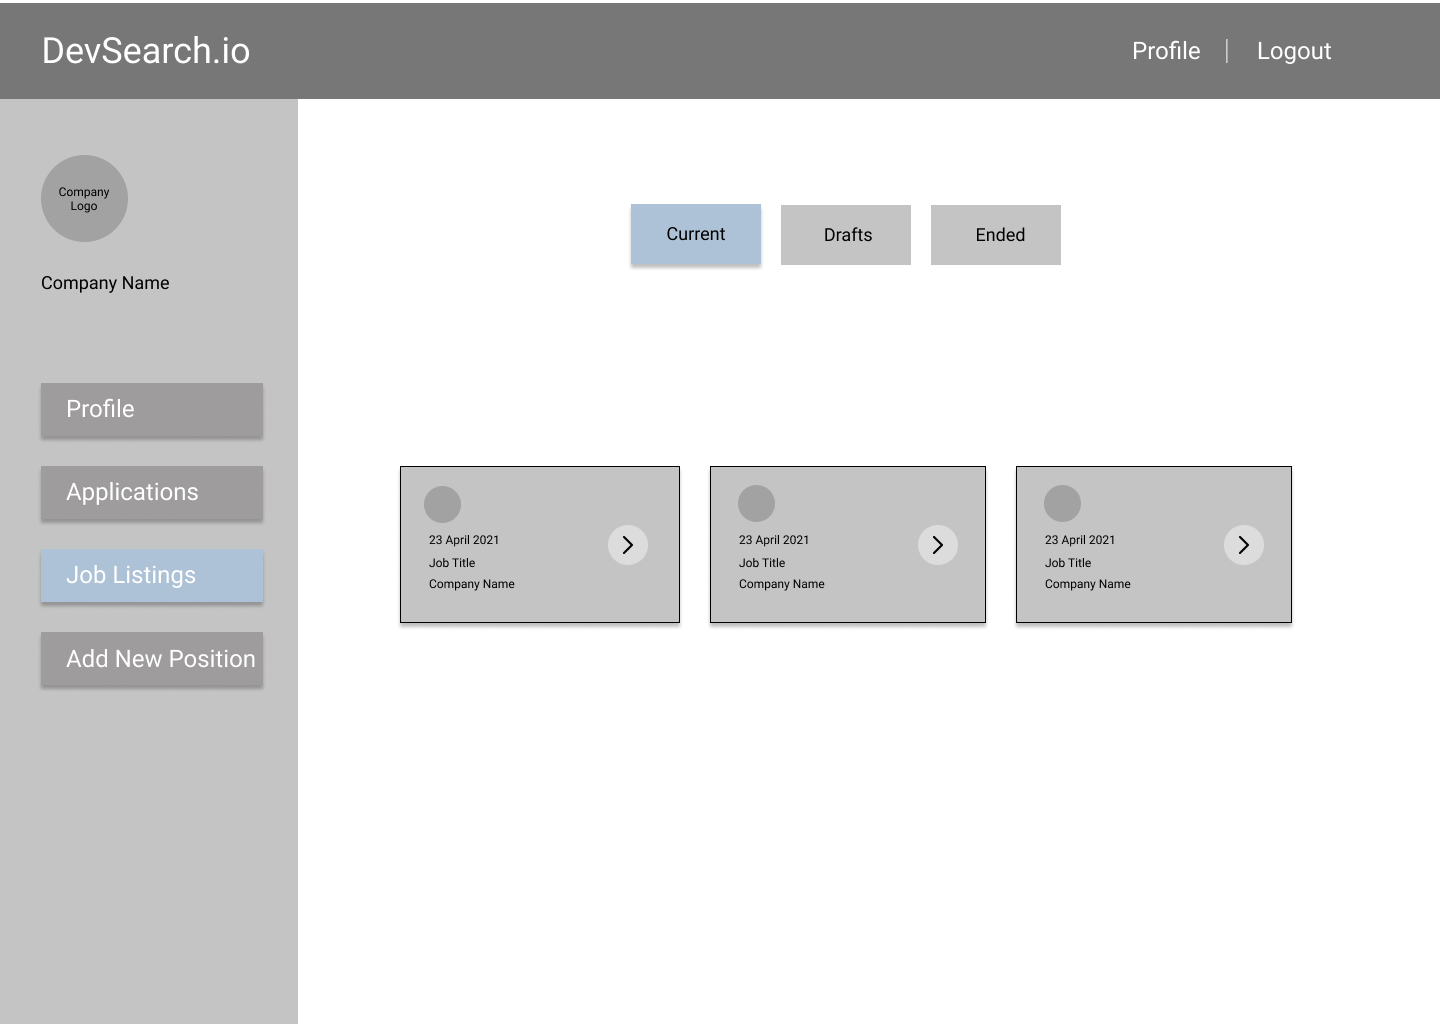 DevSearch.io
Profile
Logout
Company
Logo
Company Name
Profile
Applications
Job Listings
Add New Position
Current
Drafts
Ended
23 April 2021
Job Title
Company Name
23 April 2021
Job Title
Company Name
23 April 2021
Job Title
Company Name